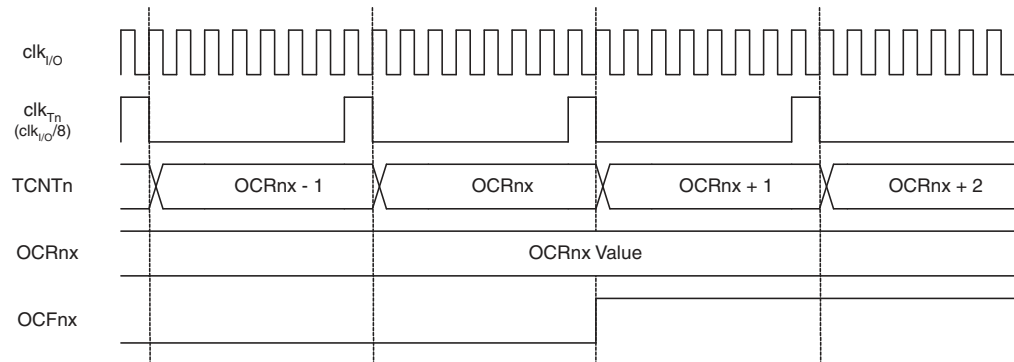 clkI/O
clkTn
(clkI/O/8)
TCNTn OCRnx - 1 OCRnx OCRnx + 1 OCRnx + 2
OCRnx OCRnx Value
OCFnx